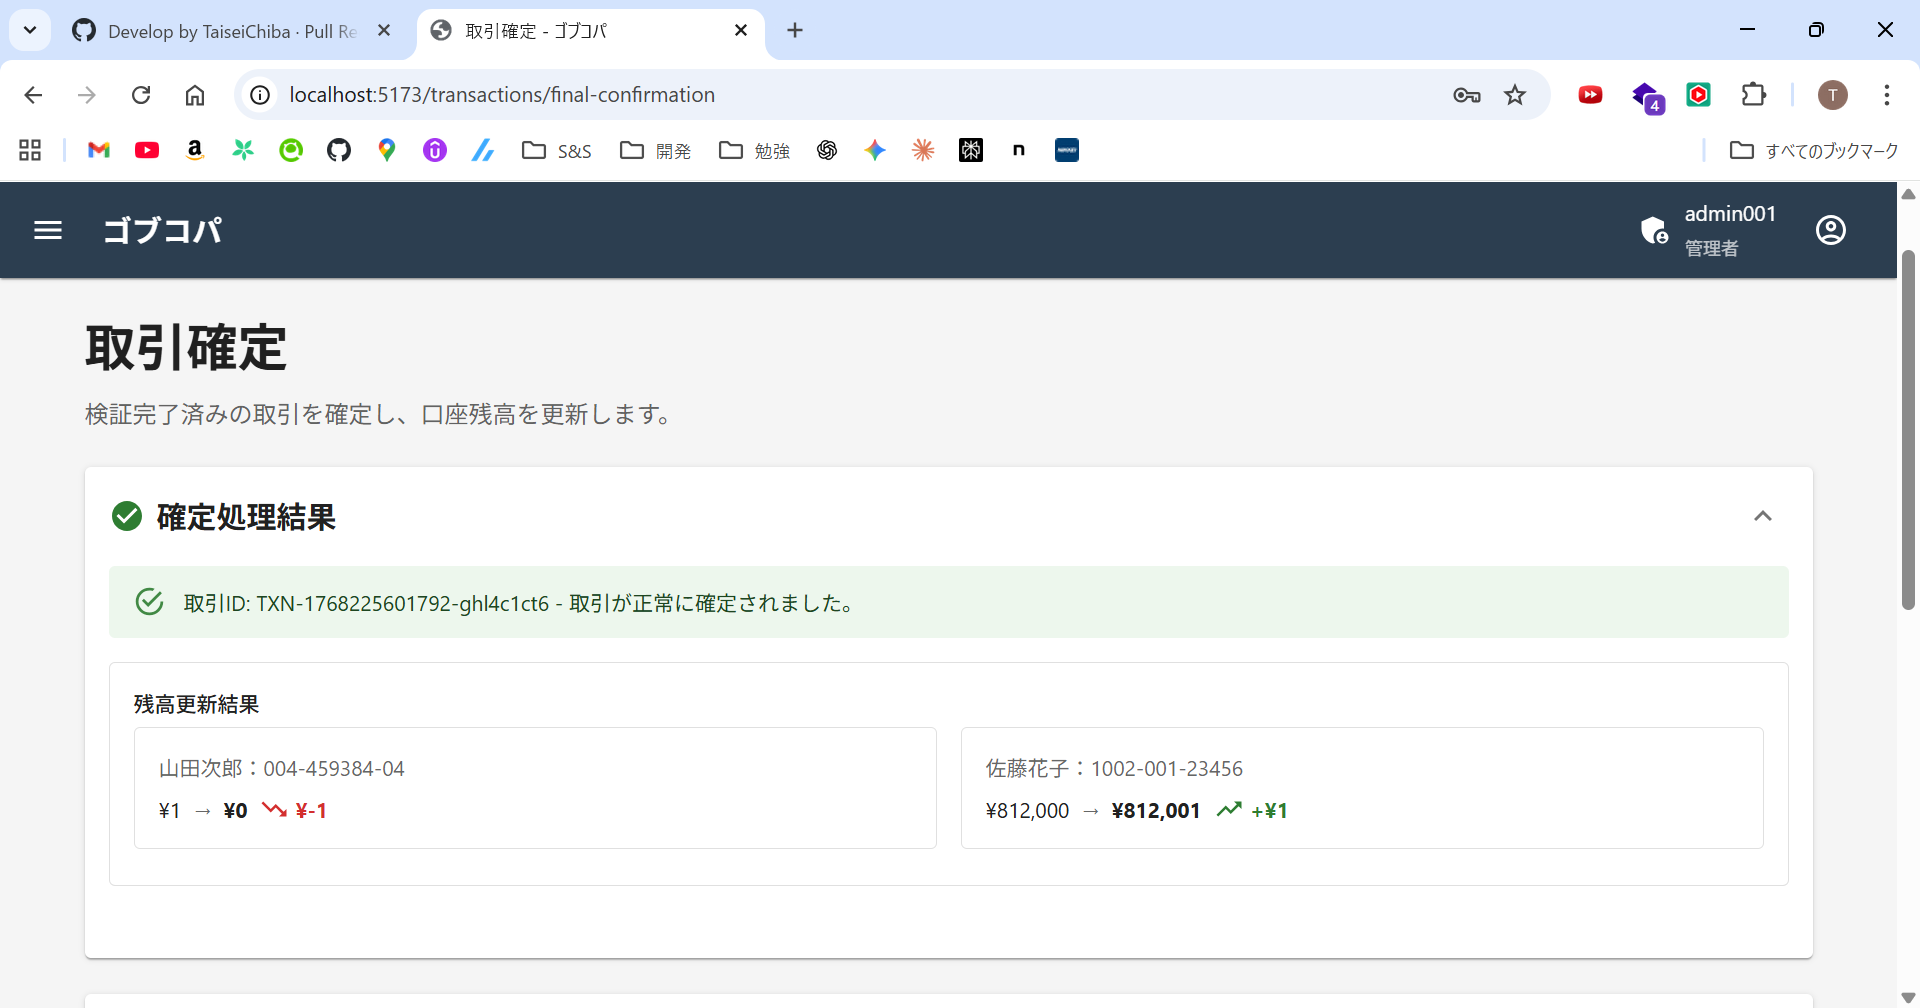 Develop by TaiseiChiba · Pull Re
取引確定 - ゴブコパ
localhost:5173/transactions/final-confirmation
4
T
S&S
開発
勉強
すべてのブックマーク
ゴブコパ
admin001
管理者
取引確定
検証完了済みの取引を確定し、口座残高を更新します。
確定処理結果
取引ID: TXN-1768225601792-ghl4c1ct6 - 取引が正常に確定されました。
残高更新結果
山田次郎：004-459384-04
¥1 → ¥0 ¥-1
佐藤花子：1002-001-23456
¥812,000 → ¥812,001 +¥1